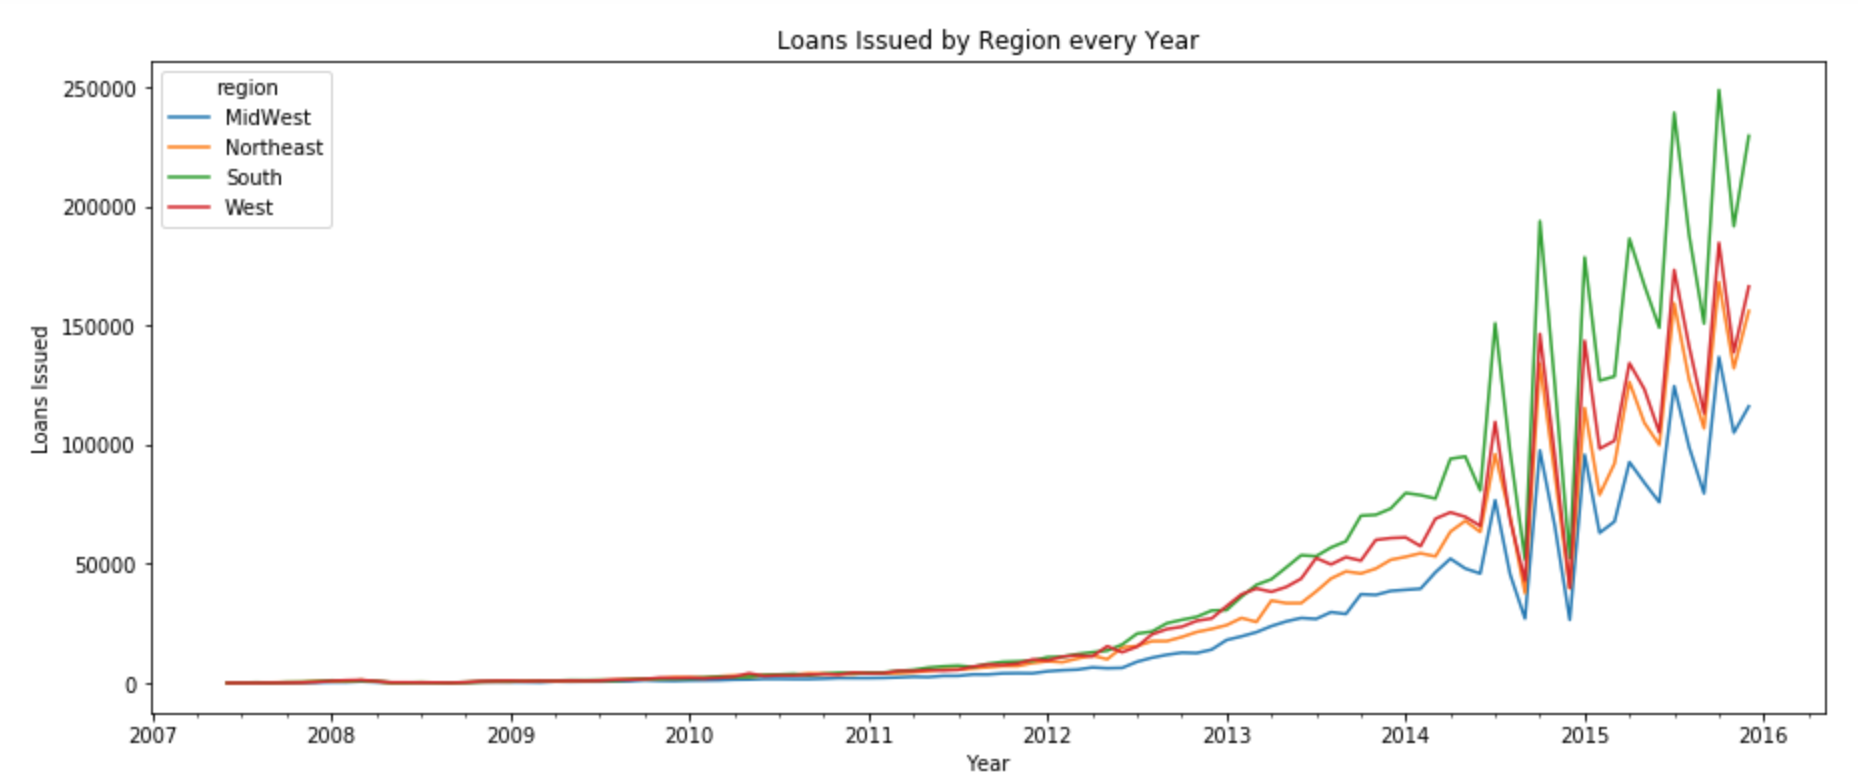 Loans Issued by Region every Year
region
MidWest
Northeast
South
West
250000
200000
150000
100000
50000
0
Loans Issued
2007 2008 2009 2010 2011 2012 2013 2014 2015 2016
Year